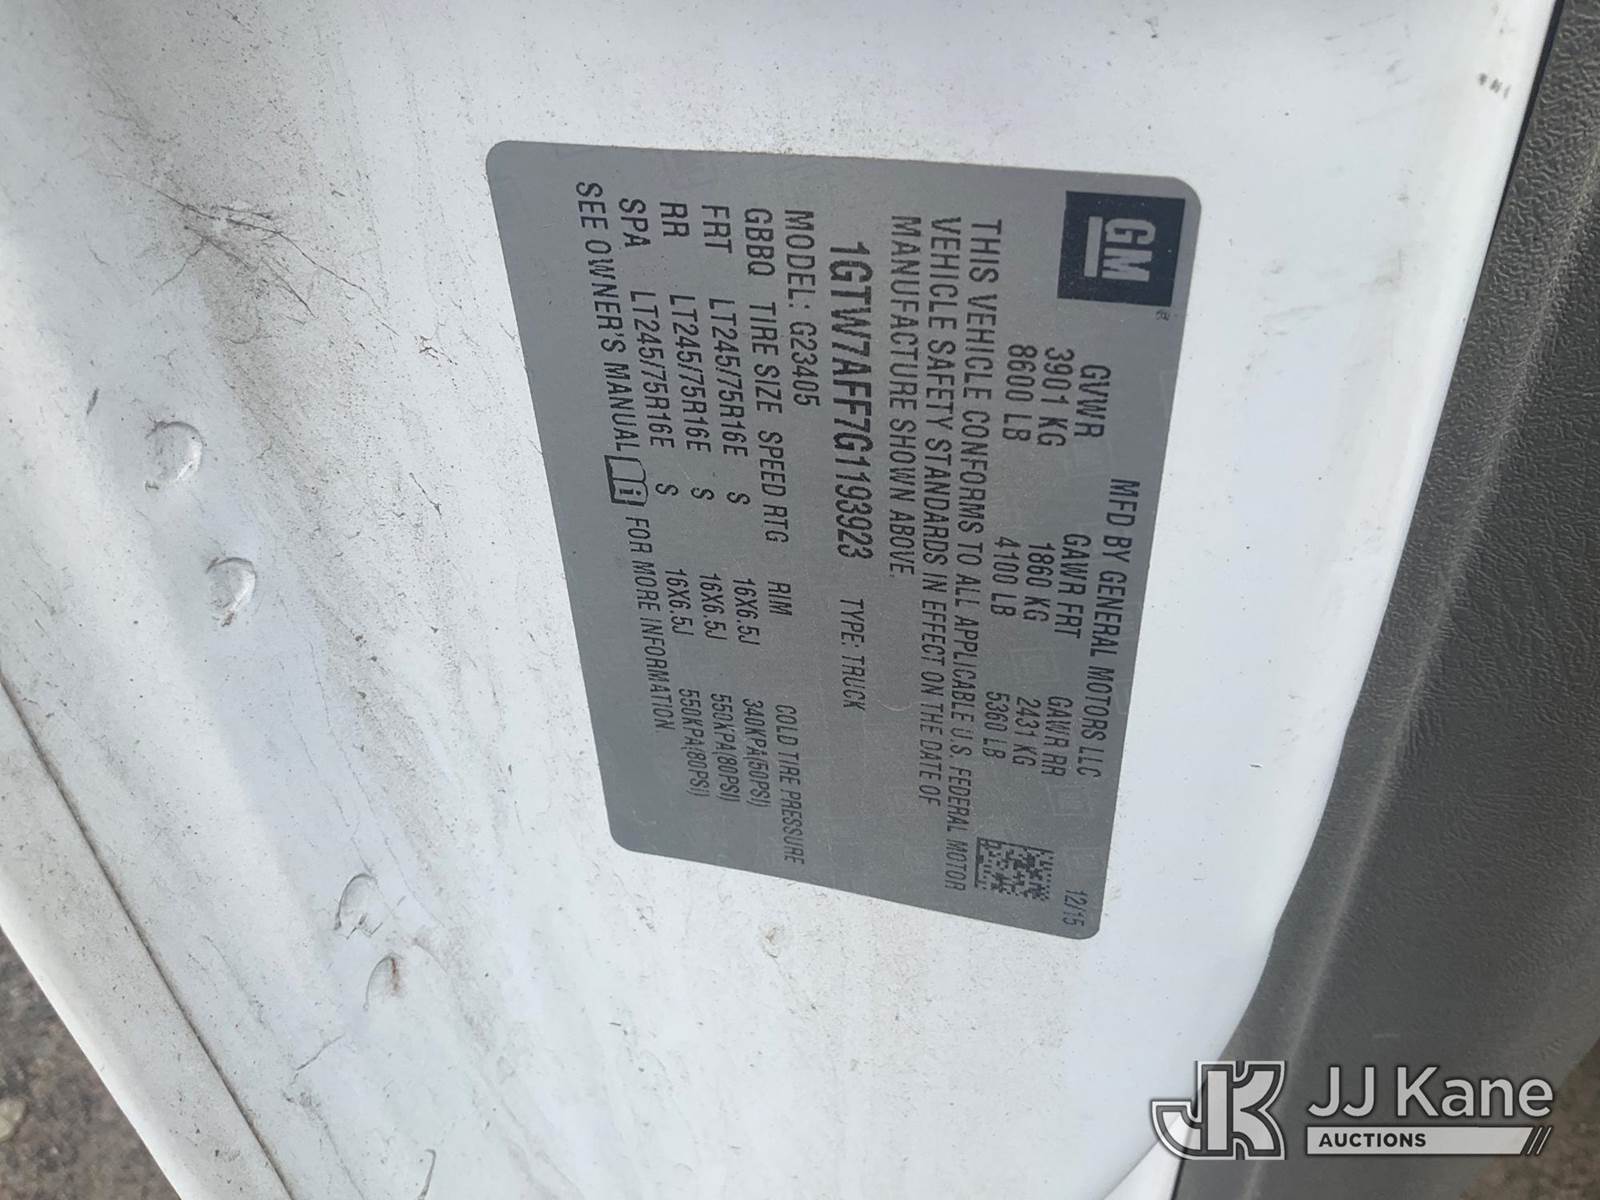 GM
MFD BY GENERAL MOTORS LLC 12/15
GVWR GAWR FRT GAWR RR
3901 KG 1860 KG 2431 KG
8600 LB 4100 LB 5360 LB
THIS VEHICLE CONFORMS TO ALL APPLICABLE U.S. FEDERAL MOTOR
VEHICLE SAFETY STANDARDS IN EFFECT ON THE DATE OF
MANUFACTURE SHOWN ABOVE.
1GTW7AFF7G1193923 TYPE: TRUCK
MODEL: G23405
GBBQ TIRE SIZE SPEED RTG RIM COLD TIRE PRESSURE
FRT LT245/75R16E S 16X6.5J 340KPA(50PSI)
RR LT245/75R16E S 16X6.5J 550KPA(80PSI)
SPA LT245/75R16E S 16X6.5J 550KPA(80PSI)
SEE OWNER'S MANUAL FOR MORE INFORMATION.
JK JJ Kane
AUCTIONS